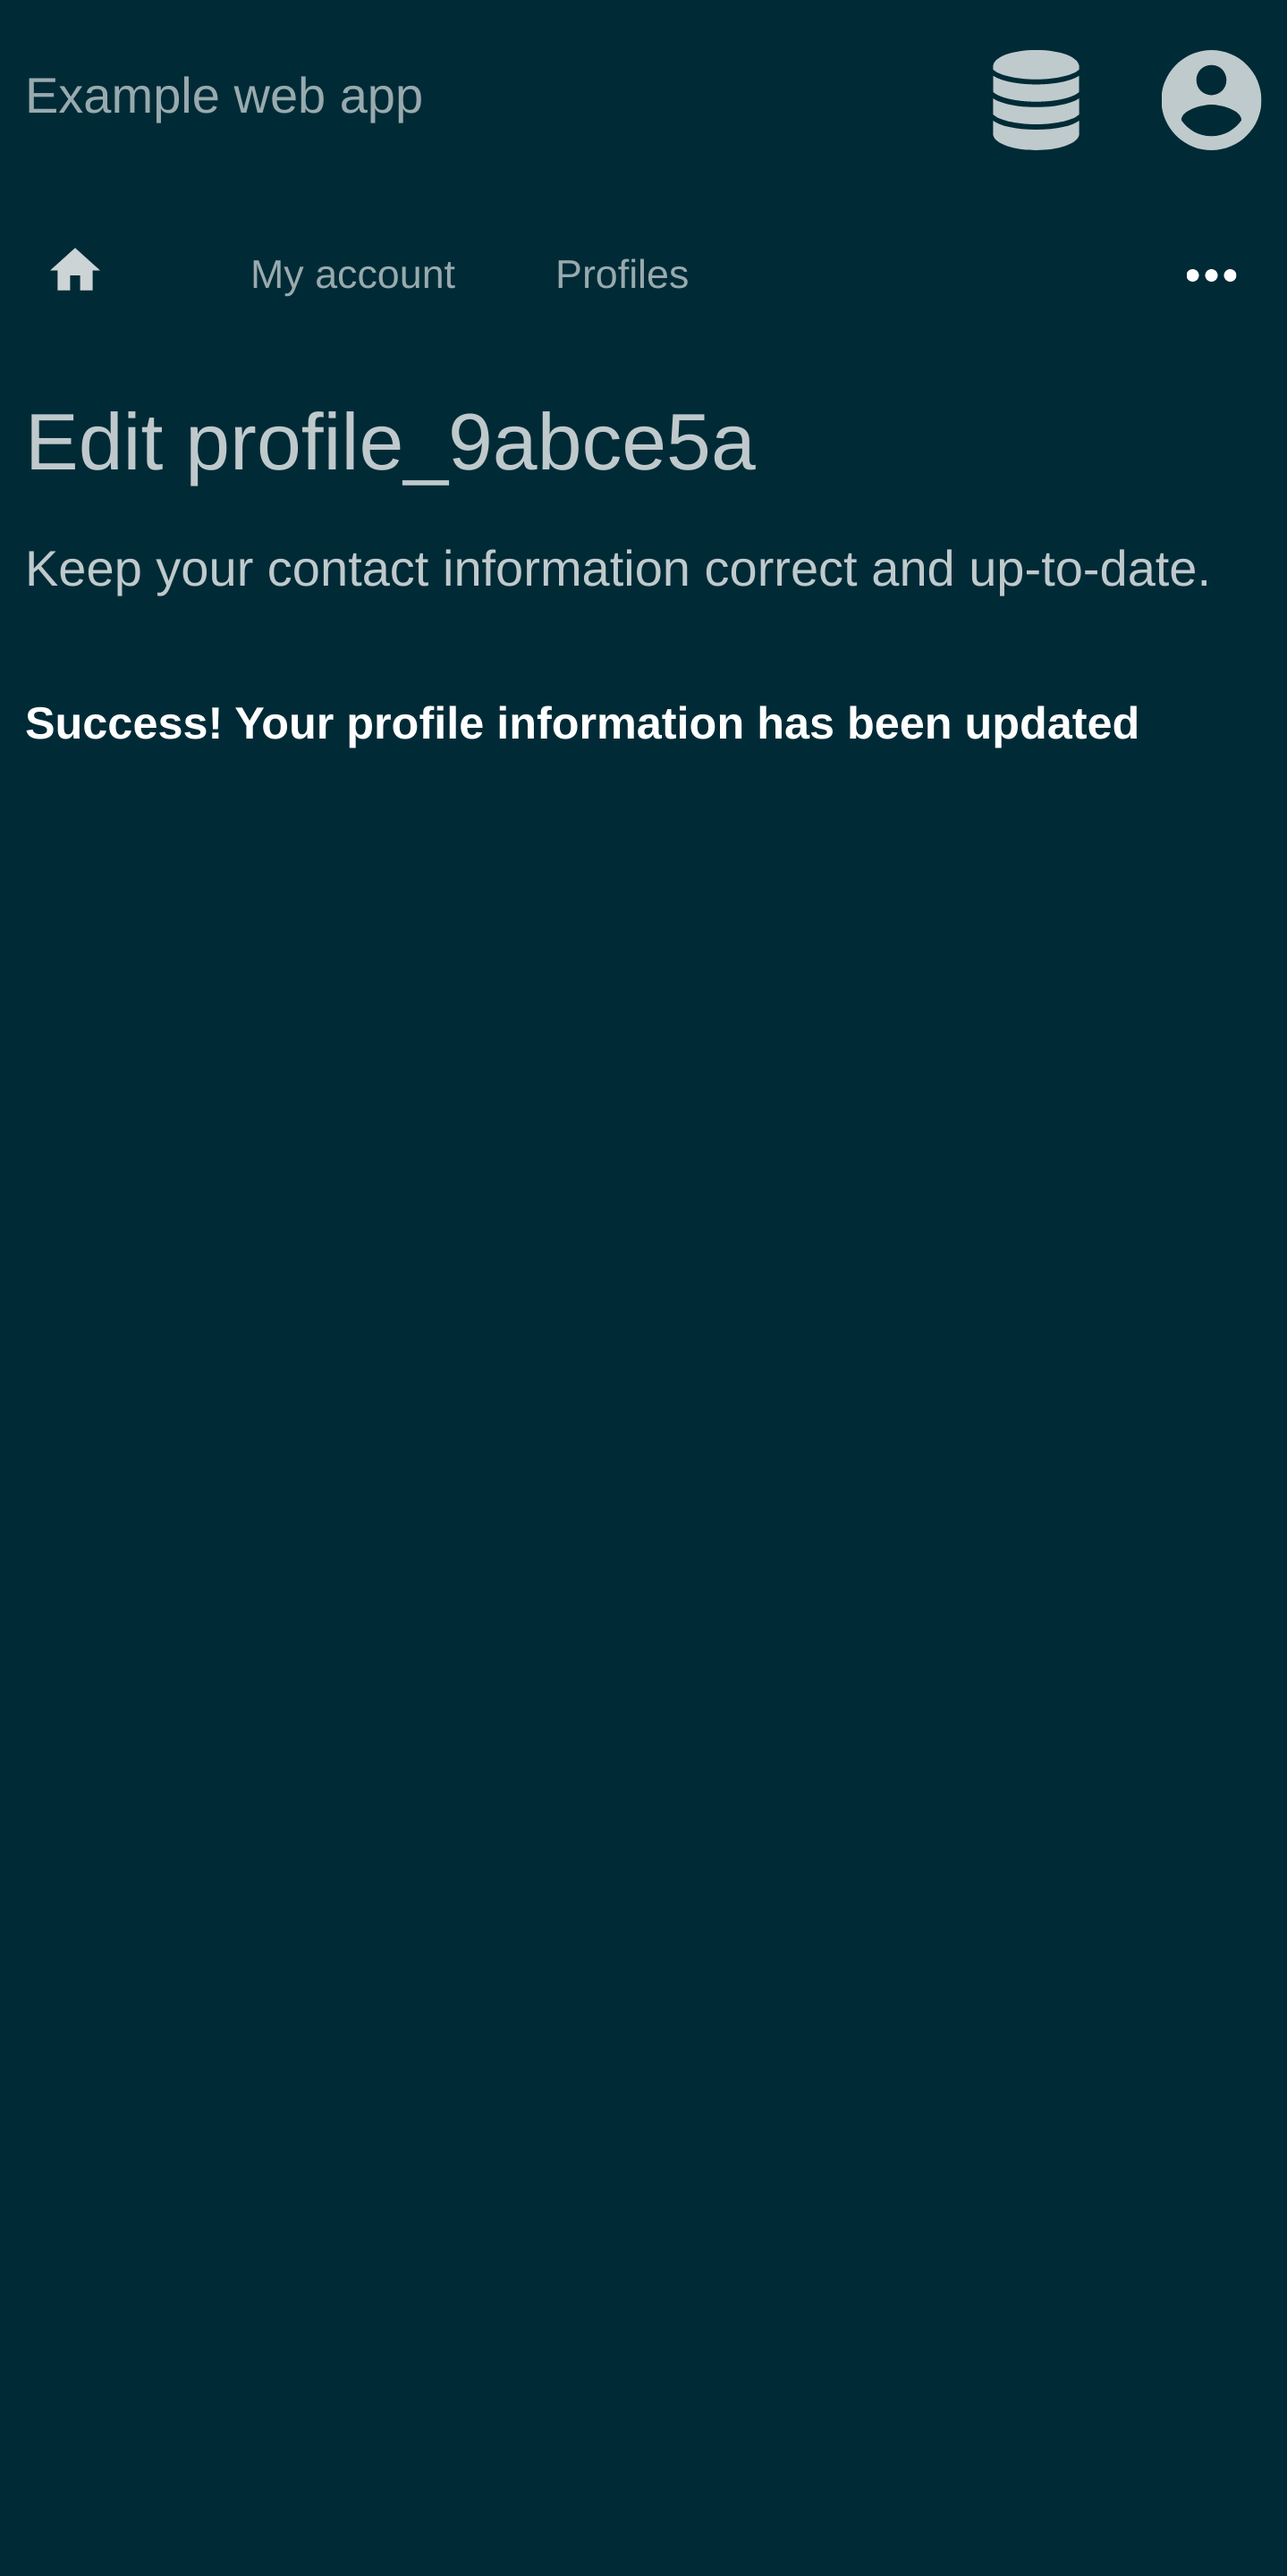 Example web app
My account Profiles
Edit profile_9abce5a
Keep your contact information correct and up-to-date.
Success! Your profile information has been updated